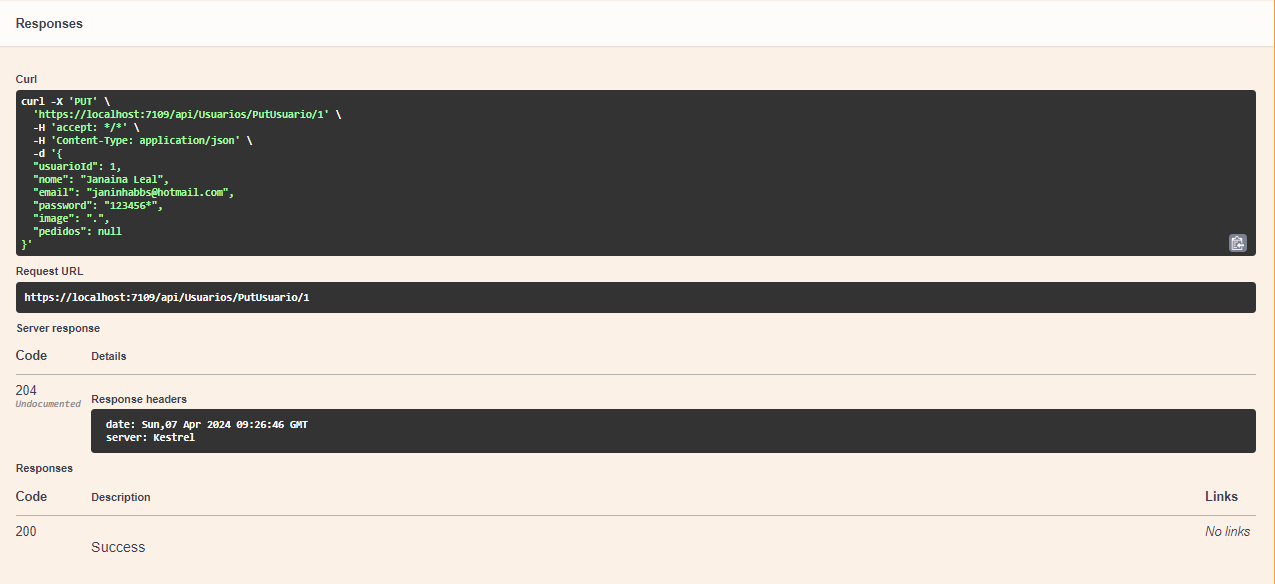 Responses
Curl
curl -X 'PUT' \
  'https://localhost:7109/api/Usuarios/PutUsuario/1' \
  -H 'accept: */*' \
  -H 'Content-Type: application/json' \
  -d '{
  "usuarioId": 1,
  "nome": "Janaina Leal",
  "email": "janinhabbs@hotmail.com",
  "password": "123456*",
  "image": ".",
  "pedidos": null
}'
Request URL
https://localhost:7109/api/Usuarios/PutUsuario/1
Server response
Code Details
204
Undocumented
Response headers
date: Sun,07 Apr 2024 09:26:46 GMT
server: Kestrel
Responses
Code Description Links
200 No links
Success